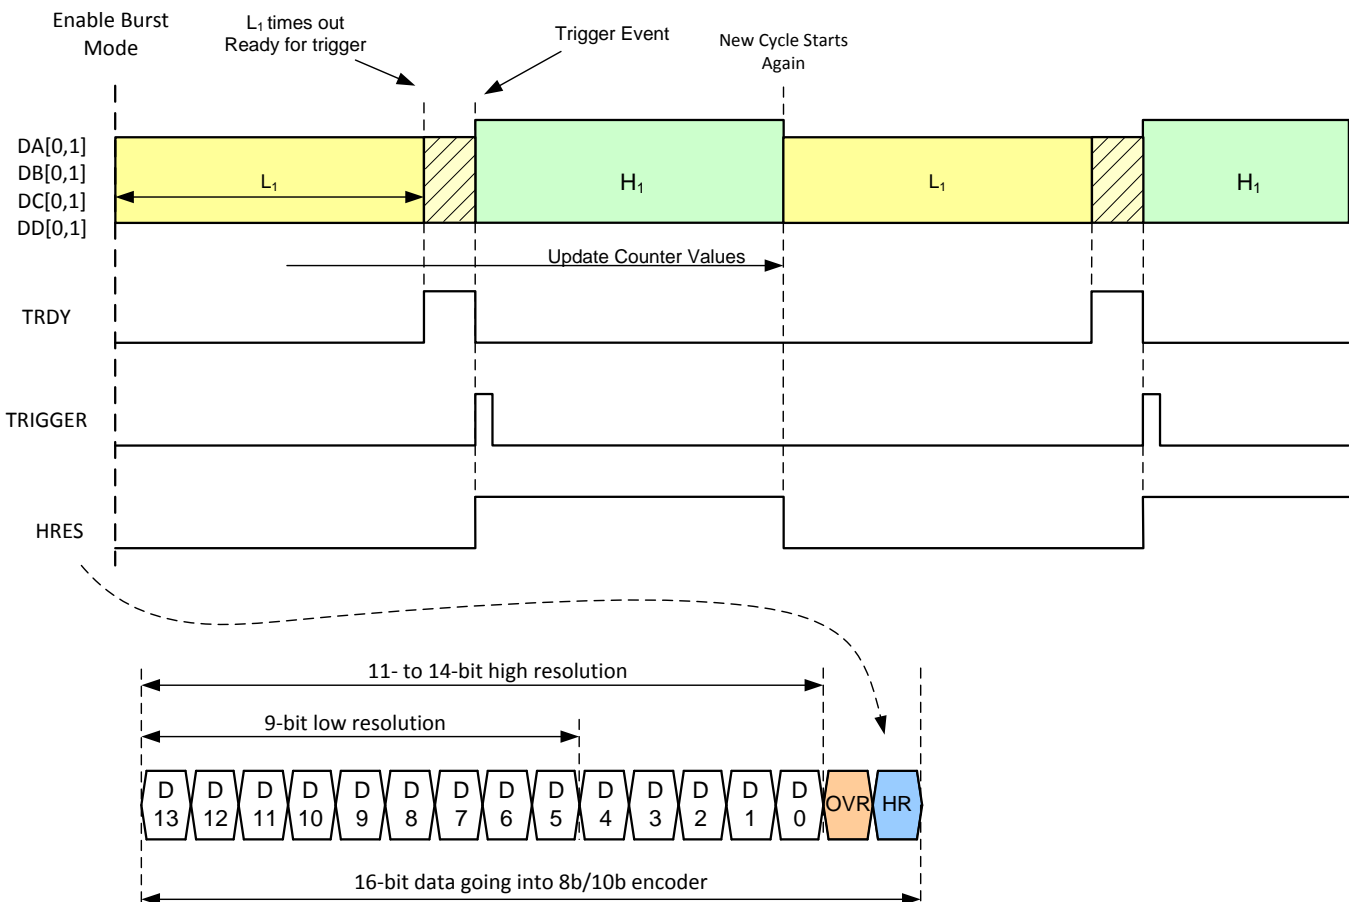 Enable Burst
Mode
L₁ times out
Ready for trigger
Trigger Event
New Cycle Starts
Again
DA[0,1]
DB[0,1]
DC[0,1]
DD[0,1]
L₁
H₁
L₁
H₁
Update Counter Values
TRDY
TRIGGER
HRES
11- to 14-bit high resolution
9-bit low resolution
D D D D D D D D D D D D D D
13 12 11 10 9 8 7 6 5 4 3 2 1 0 OVR HR
16-bit data going into 8b/10b encoder